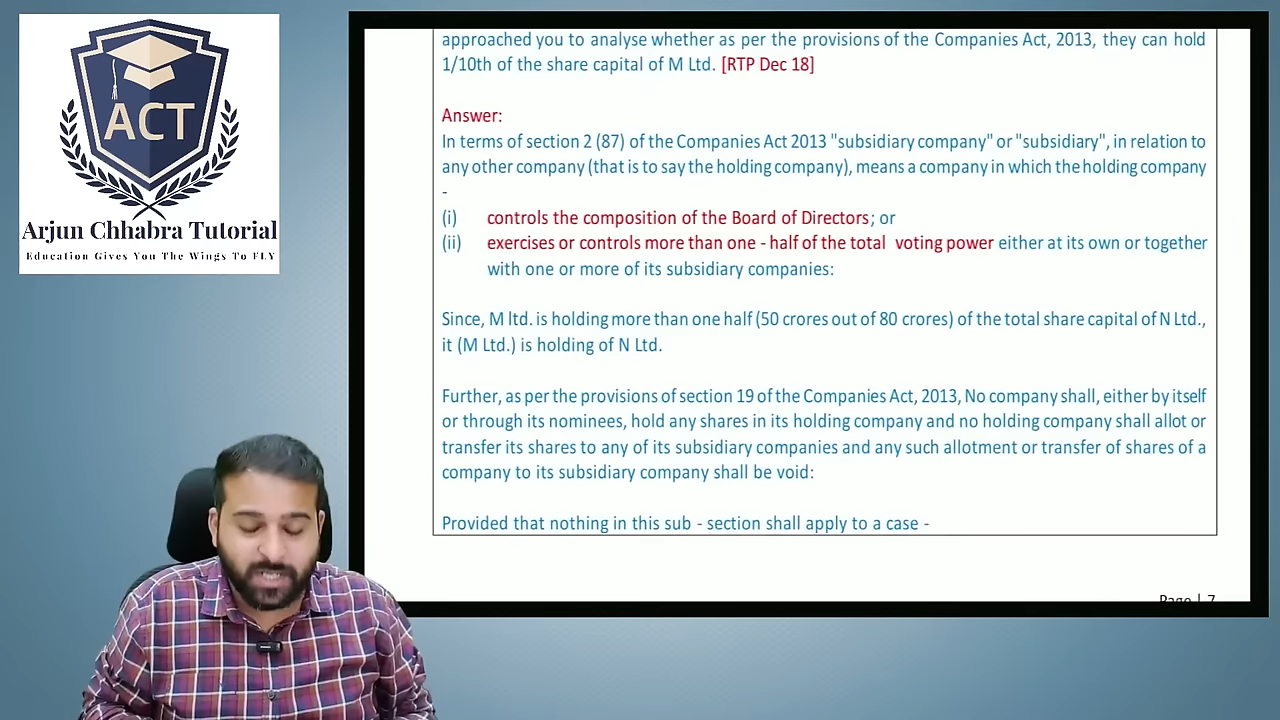 ACT
Arjun Chhabra Tutorial
Education Gives You The Wings To FLY
approached you to analyse whether as per the provisions of the Companies Act, 2013, they can hold
1/10th of the share capital of M Ltd. [RTP Dec 18]
Answer:
In terms of section 2 (87) of the Companies Act 2013 "subsidiary company" or "subsidiary", in relation to
any other company (that is to say the holding company), means a company in which the holding company
-
(i) controls the composition of the Board of Directors; or
(ii) exercises or controls more than one - half of the total voting power either at its own or together
with one or more of its subsidiary companies:
Since, M ltd. is holding more than one half (50 crores out of 80 crores) of the total share capital of N Ltd.,
it (M Ltd.) is holding of N Ltd.
Further, as per the provisions of section 19 of the Companies Act, 2013, No company shall, either by itself
or through its nominees, hold any shares in its holding company and no holding company shall allot or
transfer its shares to any of its subsidiary companies and any such allotment or transfer of shares of a
company to its subsidiary company shall be void:
Provided that nothing in this sub - section shall apply to a case -
Page | 7